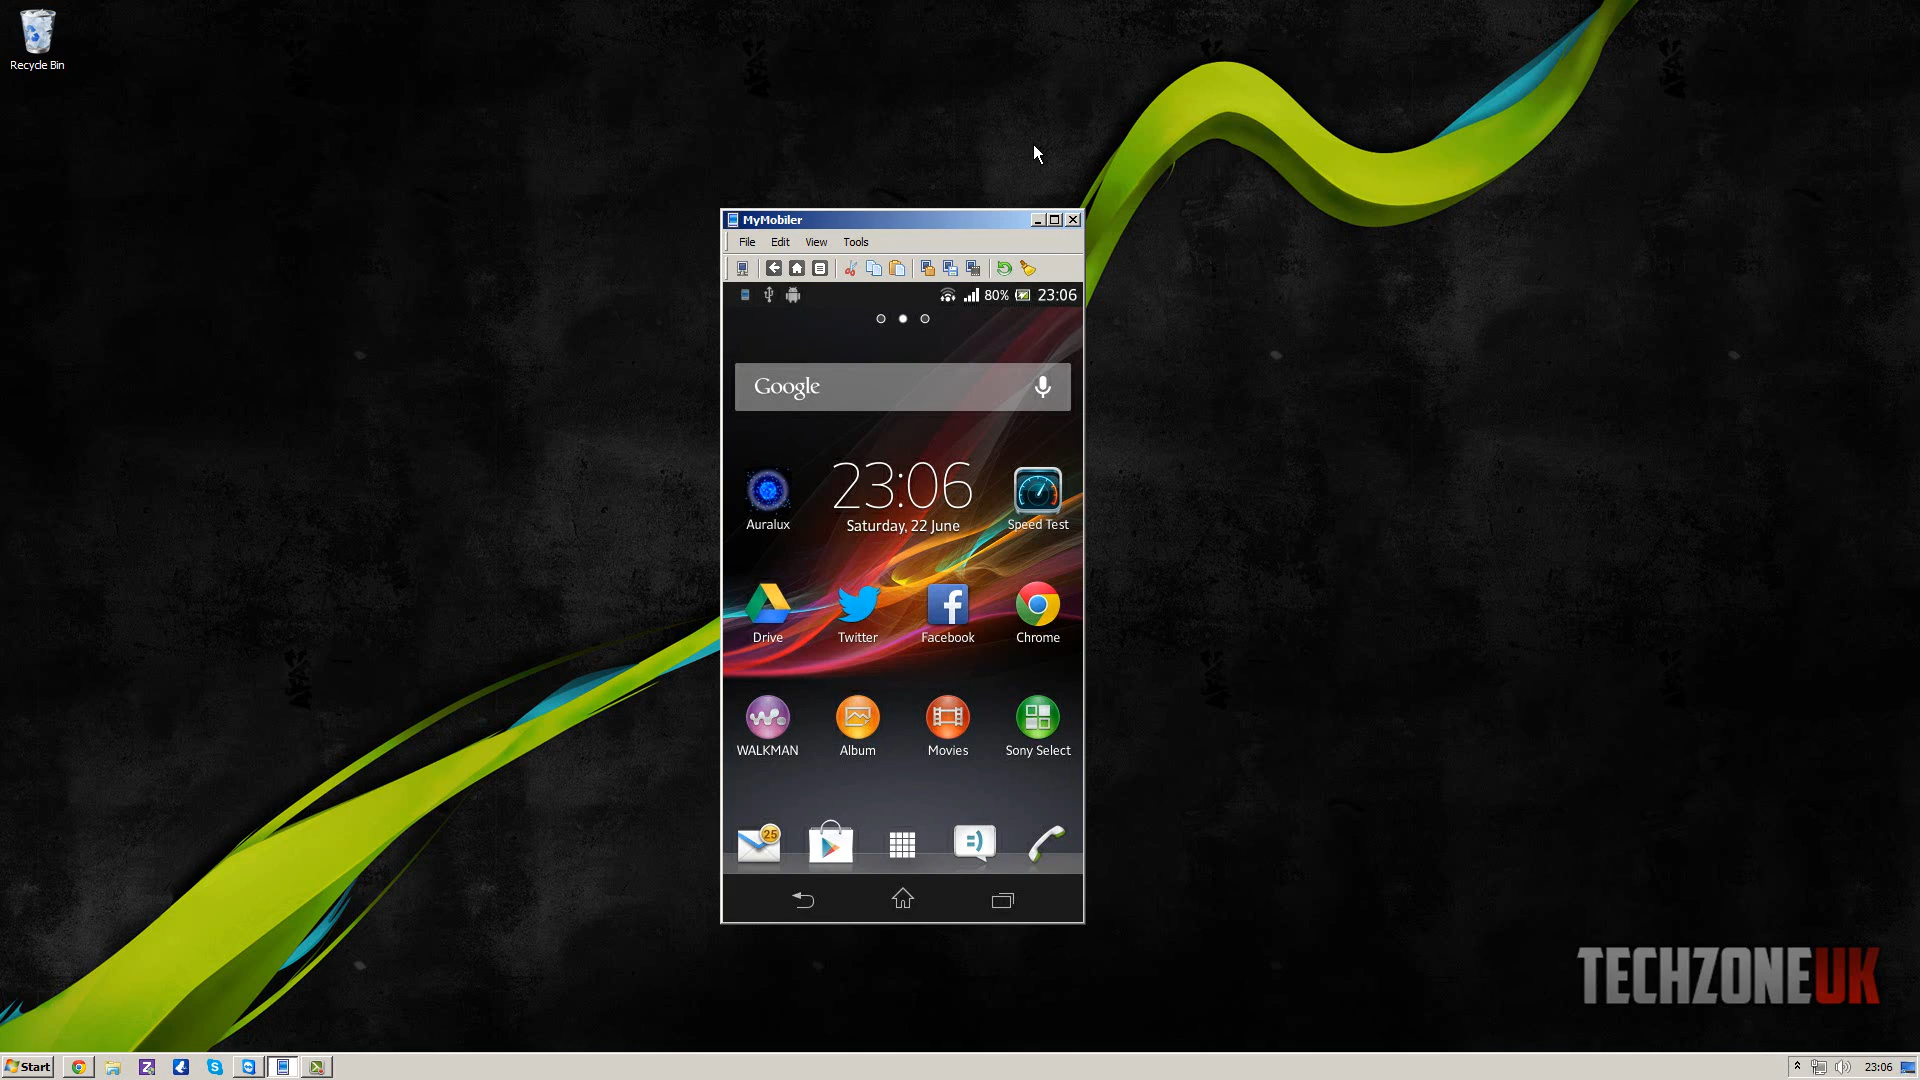 Recycle Bin
MyMobiler
File Edit View Tools
80% 23:06
Google
23:06
Saturday, 22 June
Auralux
Speed Test
Drive Twitter Facebook Chrome
WALKMAN Album Movies Sony Select
25
TECHZONEUK
Start
23:06